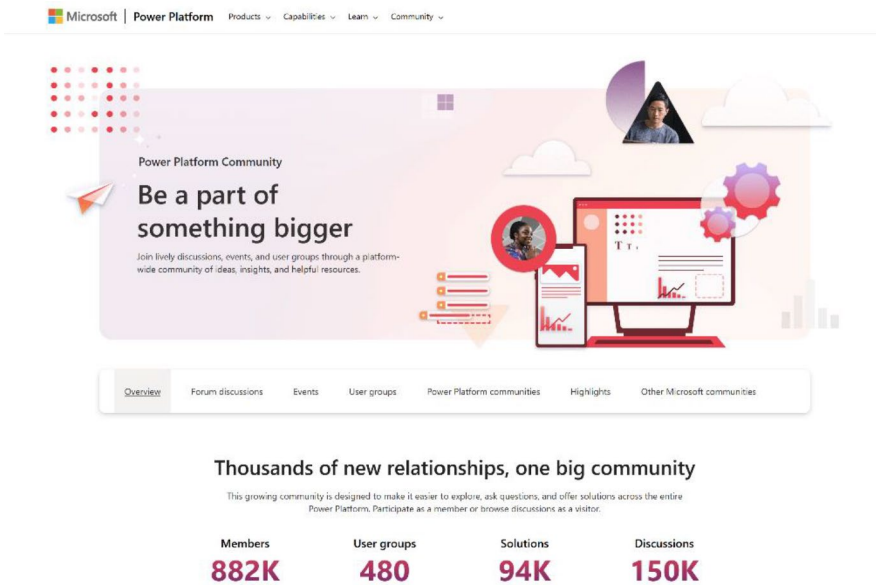 Microsoft | Power Platform Products Capabilities Learn Community
Power Platform Community
Be a part of
something bigger
Join lively discussions, events, and user groups through a platform-
wide community of ideas, insights, and helpful resources.
Overview Forum discussions Events User groups Power Platform communities Highlights Other Microsoft communities
Thousands of new relationships, one big community
This growing community is designed to make it easier to explore, ask questions, and offer solutions across the entire
Power Platform. Participate as a member or browse discussions as a visitor.
Members User groups Solutions Discussions
882K 480 94K 150K